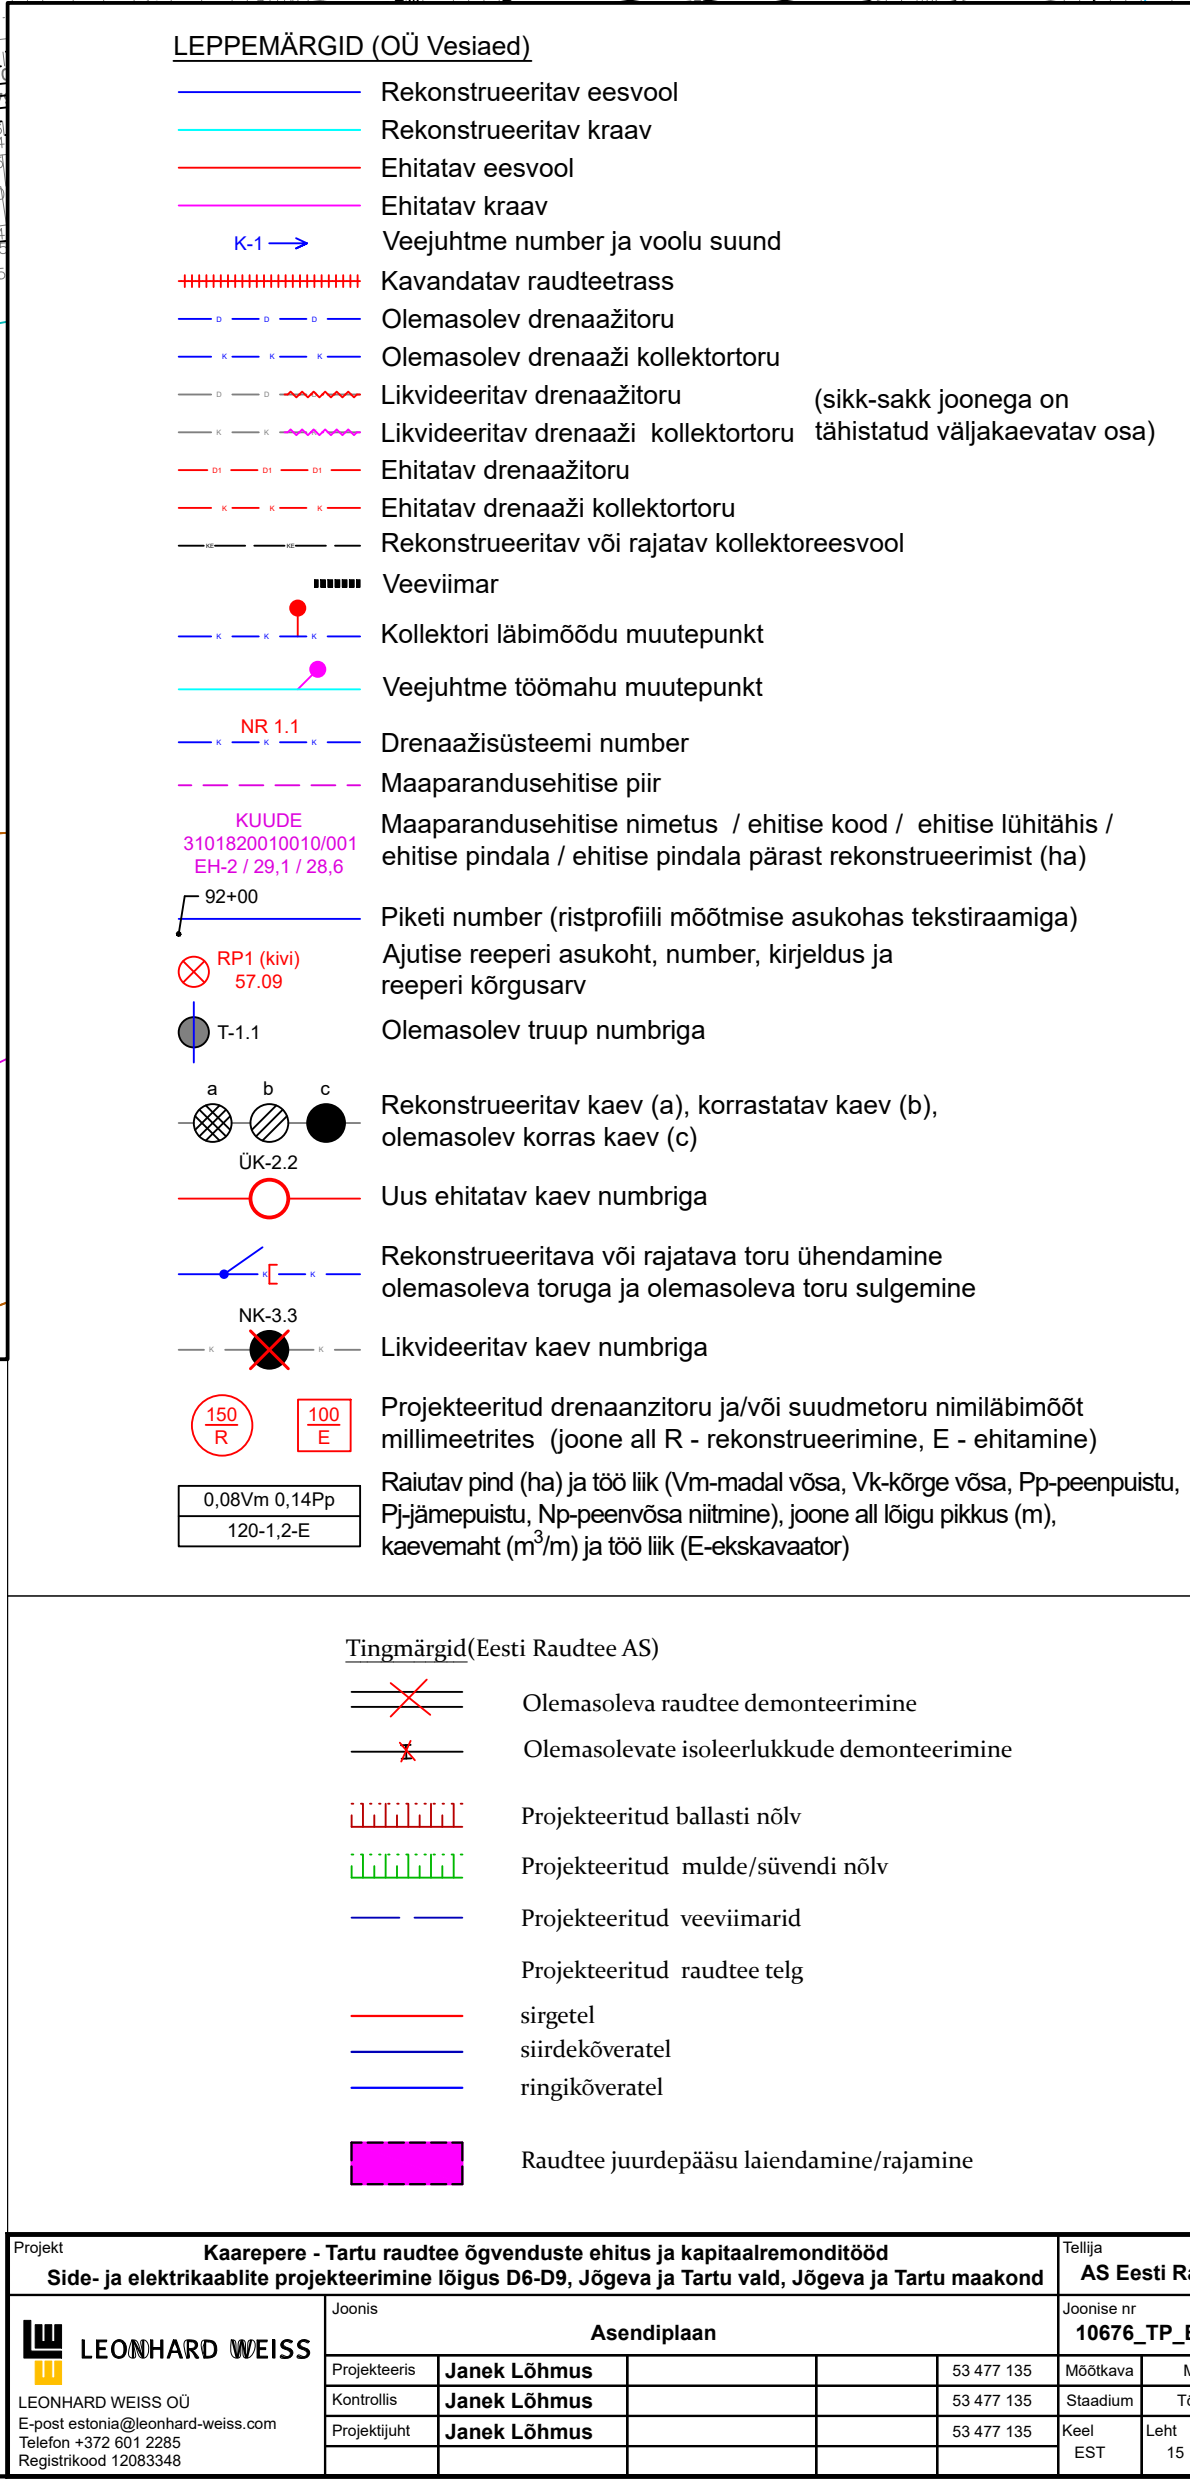 LEPPEMÄRGID (OÜ Vesiaed)
Rekonstrueeritav eesvool
Rekonstrueeritav kraav
Ehitatav eesvool
Ehitatav kraav
K-1 Veejuhtme number ja voolu suund
Kavandatav raudteetrass
D D D Olemasolev drenaažitoru
K K K Olemasolev drenaaži kollektortoru
D D Likvideeritav drenaažitoru (sikk-sakk joonega on
K K Likvideeritav drenaaži kollektortoru tähistatud väljakaevatav osa)
D1 D1 D1 Ehitatav drenaažitoru
K K K Ehitatav drenaaži kollektortoru
KE KE Rekonstrueeritav või rajatav kollektoreesvool
Veeviimar
K K K Kollektori läbimõõdu muutepunkt
Veejuhtme töömahu muutepunkt
NR 1.1
K K K Drenaažisüsteemi number
Maaparandusehitise piir
KUUDE
3101820010010/001
EH-2 / 29,1 / 28,6
Maaparandusehitise nimetus / ehitise kood / ehitise lühitähis /
ehitise pindala / ehitise pindala pärast rekonstrueerimist (ha)
92+00
Piketi number (ristprofiili mõõtmise asukohas tekstiraamiga)
RP1 (kivi)
57.09
Ajutise reeperi asukoht, number, kirjeldus ja
reeperi kõrgusarv
T-1.1 Olemasolev truup numbriga
a b c
Rekonstrueeritav kaev (a), korrastatav kaev (b),
olemasolev korras kaev (c)
ÜK-2.2
Uus ehitatav kaev numbriga
K K
Rekonstrueeritava või rajatava toru ühendamine
olemasoleva toruga ja olemasoleva toru sulgemine
NK-3.3
K K Likvideeritav kaev numbriga
150 100
R E
Projekteeritud drenaanzitoru ja/või suudmetoru nimiläbimõõt
millimeetrites (joone all R - rekonstrueerimine, E - ehitamine)
0,08Vm 0,14Pp
120-1,2-E
Raiutav pind (ha) ja töö liik (Vm-madal võsa, Vk-kõrge võsa, Pp-peenpuistu,
Pj-jämepuistu, Np-peenvõsa niitmine), joone all lõigu pikkus (m),
kaevemaht (m³/m) ja töö liik (E-ekskavaator)
Tingmärgid(Eesti Raudtee AS)
Olemasoleva raudtee demonteerimine
Olemasolevate isoleerlukkude demonteerimine
Projekteeritud ballasti nõlv
Projekteeritud mulde/süvendi nõlv
Projekteeritud veeviimarid
Projekteeritud raudtee telg
sirgetel
siirdekõveratel
ringikõveratel
Raudtee juurdepääsu laiendamine/rajamine
Projekt
Kaarepere - Tartu raudtee õgvenduste ehitus ja kapitaalremonditööd
Side- ja elektrikaablite projekteerimine lõigus D6-D9, Jõgeva ja Tartu vald, Jõgeva ja Tartu maakond
Tellija
AS Eesti Ra
LEONHARD WEISS
LEONHARD WEISS OÜ
E-post estonia@leonhard-weiss.com
Telefon +372 601 2285
Registrikood 12083348
Joonis
Asendiplaan
Joonise nr
10676_TP_E
Projekteeris Janek Lõhmus 53 477 135 Mõõtkava M
Kontrollis Janek Lõhmus 53 477 135 Staadium Tö
Projektijuht Janek Lõhmus 53 477 135 Keel Leht
EST 15